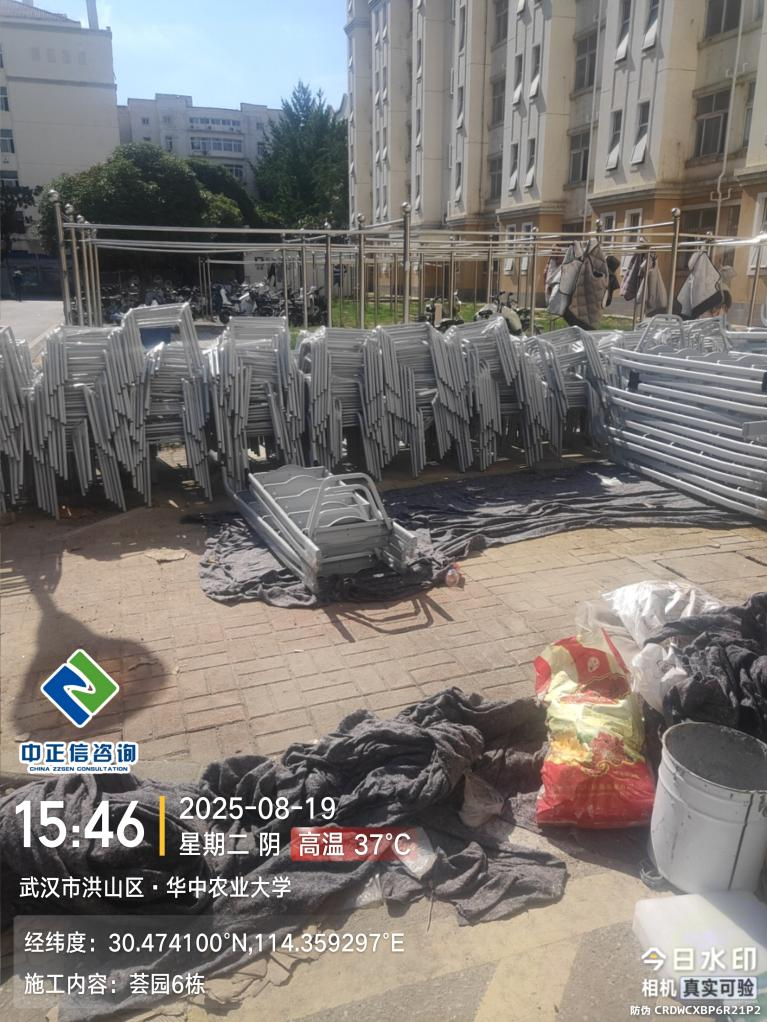 中正信咨询
CHINA ZZSEN CONSULTATION
15:46
2025-08-19
星期二 阴 高温 37°C
武汉市洪山区·华中农业大学
经纬度：30.474100°N,114.359297°E
施工内容：荟园6栋
今日水印
相机 真实可验
防伪 CRDWCXBP6R21P2